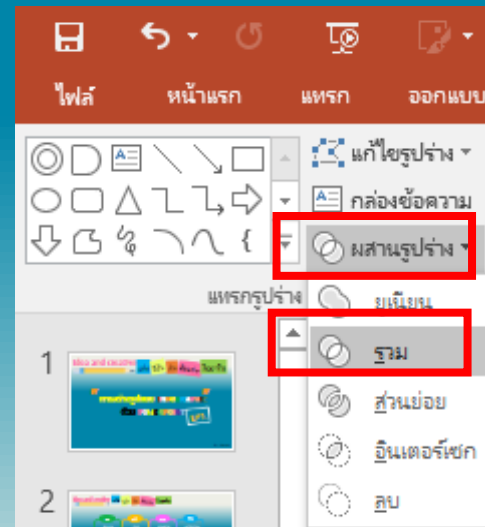 ไฟล์ หน้าแรก แทรก ออกแบบ
แก้ไขรูปร่าง
กล่องข้อความ
ผสานรูปร่าง
แทรกรูปร่าง
ยูเนียน
รวม
ส่วนย่อย
อินเตอร์เซก
ลบ
1
2